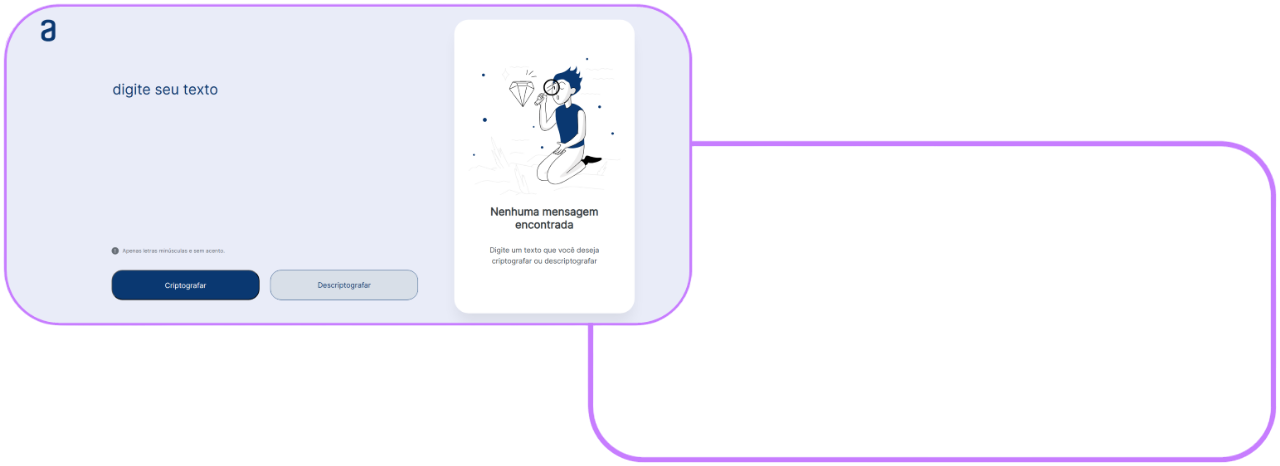 a
digite seu texto
Apenas letras minúsculas e sem acento.
Criptografar
Descriptografar
Nenhuma mensagem
encontrada
Digite um texto que você deseja
criptografar ou descriptografar